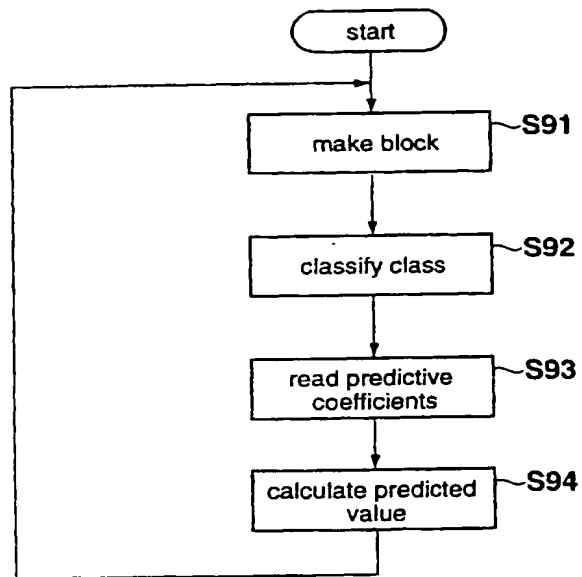 start
make block
S91
classify class
S92
read predictive
coefficients
S93
calculate predicted
value
S94